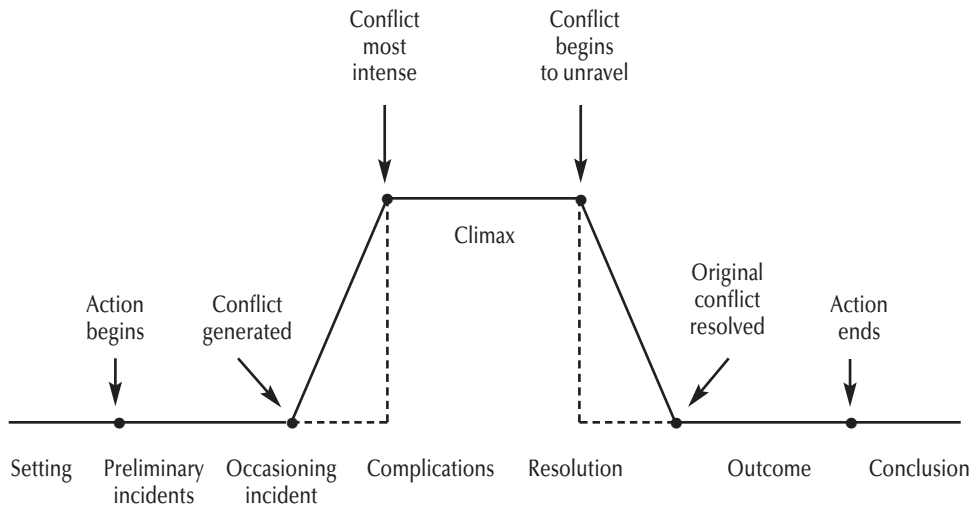 Conflict
most
intense
Conflict
begins
to unravel
Climax
Action
begins
Conflict
generated
Original
conflict
resolved
Action
ends
Setting
Preliminary
incidents
Occasioning
incident
Complications
Resolution
Outcome
Conclusion